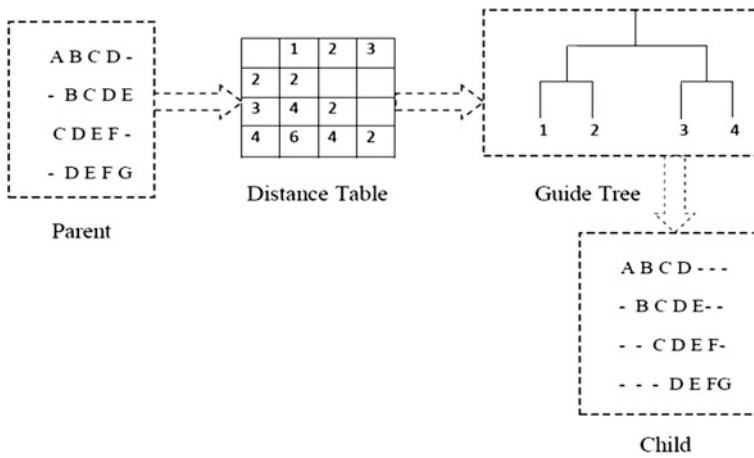 A B C D -
- B C D E
C D E F -
- D E F G
Parent
1 2 3
2 2
3 4 2
4 6 4 2
Distance Table
1 2 3 4
Guide Tree
A B C D - - -
- B C D E - -
- - C D E F -
- - - D E F G
Child